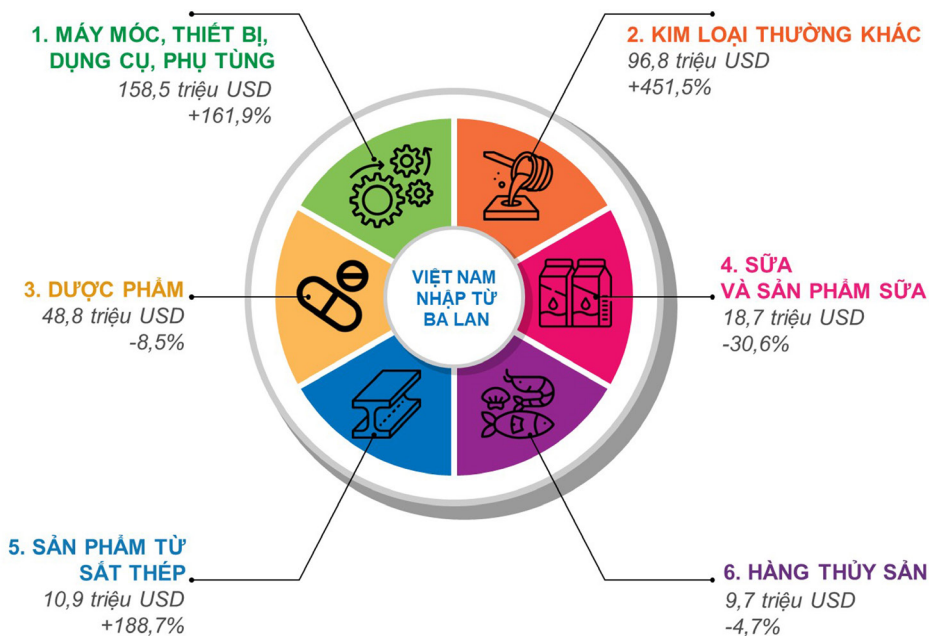 1. MÁY MÓC, THIẾT BỊ,
DỤNG CỤ, PHỤ TÙNG
158,5 triệu USD
+161,9%
2. KIM LOẠI THƯỜNG KHÁC
96,8 triệu USD
+451,5%
3. DƯỢC PHẨM
48,8 triệu USD
-8,5%
VIỆT NAM
NHẬP TỪ
BA LAN
4. SỮA
VÀ SẢN PHẨM SỮA
18,7 triệu USD
-30,6%
5. SẢN PHẨM TỪ
SẮT THÉP
10,9 triệu USD
+188,7%
6. HÀNG THỦY SẢN
9,7 triệu USD
-4,7%